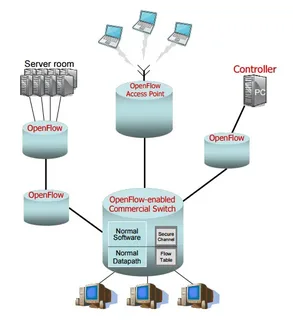 Server room
OpenFlow
Access Point
Controller
PC
OpenFlow
OpenFlow
OpenFlow
OpenFlow-enabled
Commercial Switch
Normal
Software
Secure
Channel
Normal
Datapath
Flow
Table